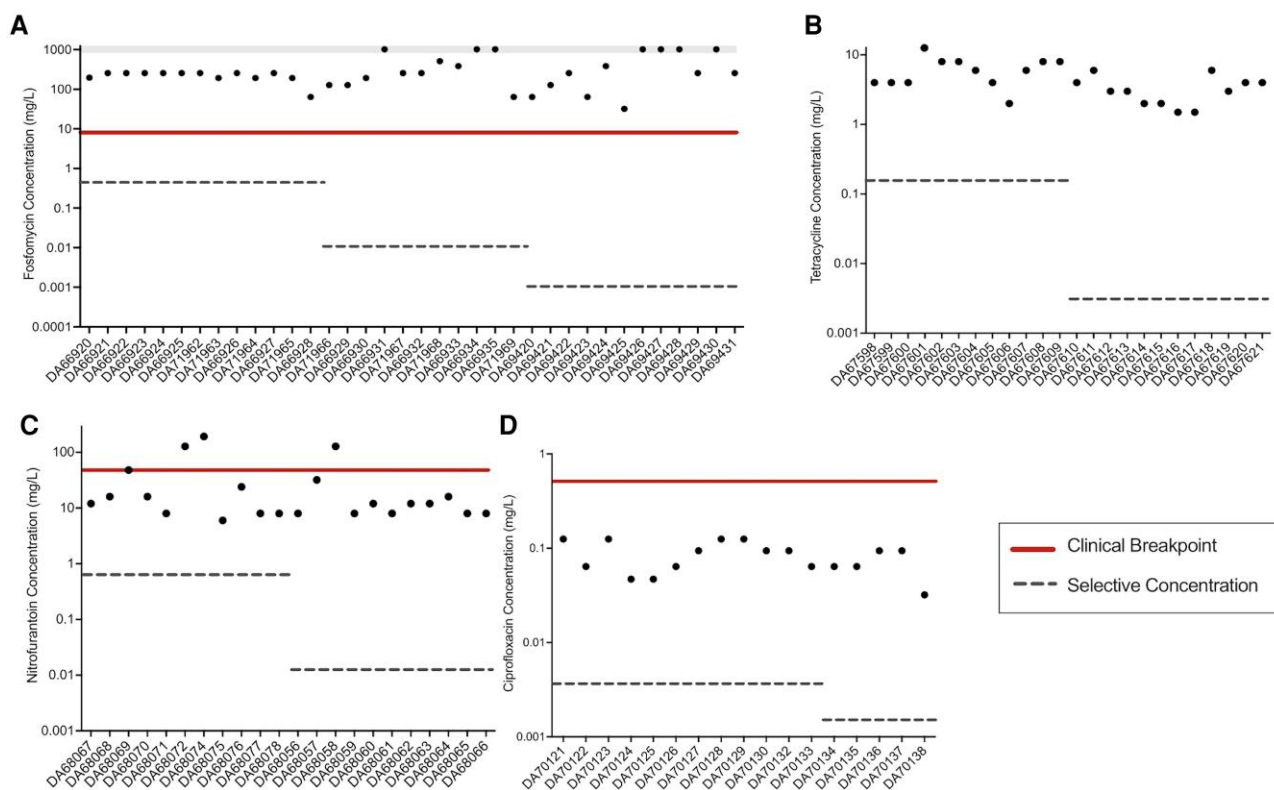 A
Fosfomycin Concentration (mg/L)
1000
100
10
1
0.1
0.01
0.001
0.0001
DA66920
DA66921
DA66922
DA66923
DA66924
DA66925
DA71962
DA71963
DA66926
DA71964
DA66927
DA71965
DA66928
DA71966
DA66929
DA66930
DA66931
DA71967
DA66932
DA71968
DA66933
DA66934
DA66935
DA71969
DA69420
DA69421
DA69422
DA69423
DA69424
DA69425
DA69426
DA69427
DA69428
DA69429
DA69430
DA69431
B
Tetracycline Concentration (mg/L)
10
1
0.1
0.01
0.001
DA67598
DA67599
DA67600
DA67601
DA67602
DA67603
DA67604
DA67605
DA67606
DA67607
DA67608
DA67609
DA67610
DA67611
DA67612
DA67613
DA67614
DA67615
DA67616
DA67617
DA67618
DA67619
DA67620
DA67621
C
Nitrofurantoin Concentration (mg/L)
100
10
1
0.1
0.01
0.001
DA68067
DA68068
DA68069
DA68070
DA68071
DA68072
DA68074
DA68075
DA68076
DA68077
DA68078
DA68056
DA68057
DA68058
DA68059
DA68060
DA68061
DA68062
DA68063
DA68064
DA68065
DA68066
D
Ciprofloxacin Concentration (mg/L)
1
0.1
0.01
0.001
DA70121
DA70122
DA70123
DA70124
DA70125
DA70126
DA70127
DA70128
DA70129
DA70130
DA70132
DA70133
DA70134
DA70135
DA70136
DA70137
DA70138
Clinical Breakpoint
Selective Concentration